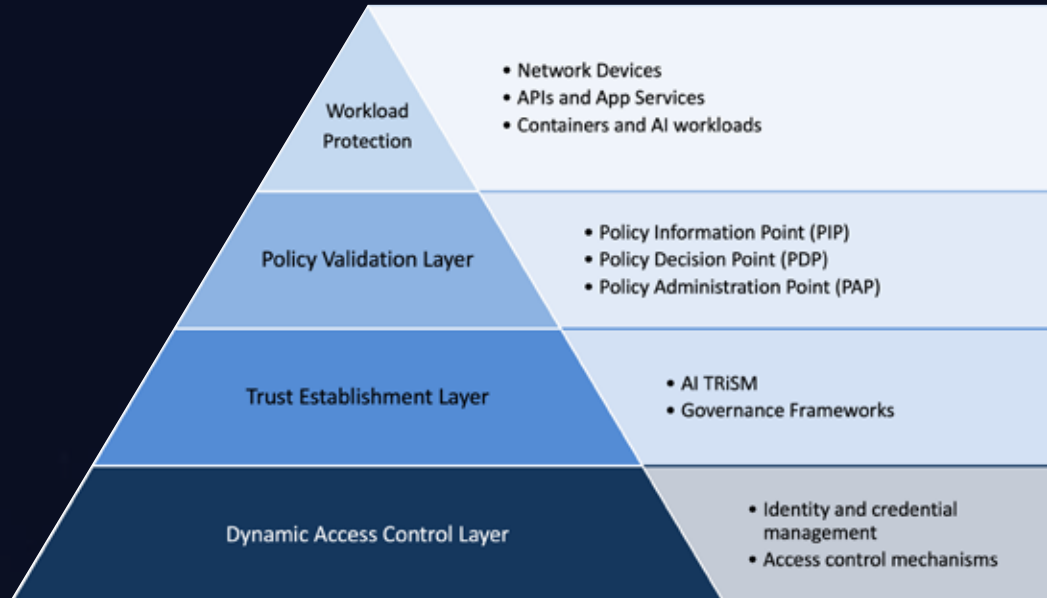 Workload
Protection
• Network Devices
• APIs and App Services
• Containers and AI workloads
Policy Validation Layer
• Policy Information Point (PIP)
• Policy Decision Point (PDP)
• Policy Administration Point (PAP)
Trust Establishment Layer
• AI TRiSM
• Governance Frameworks
Dynamic Access Control Layer
• Identity and credential
management
• Access control mechanisms